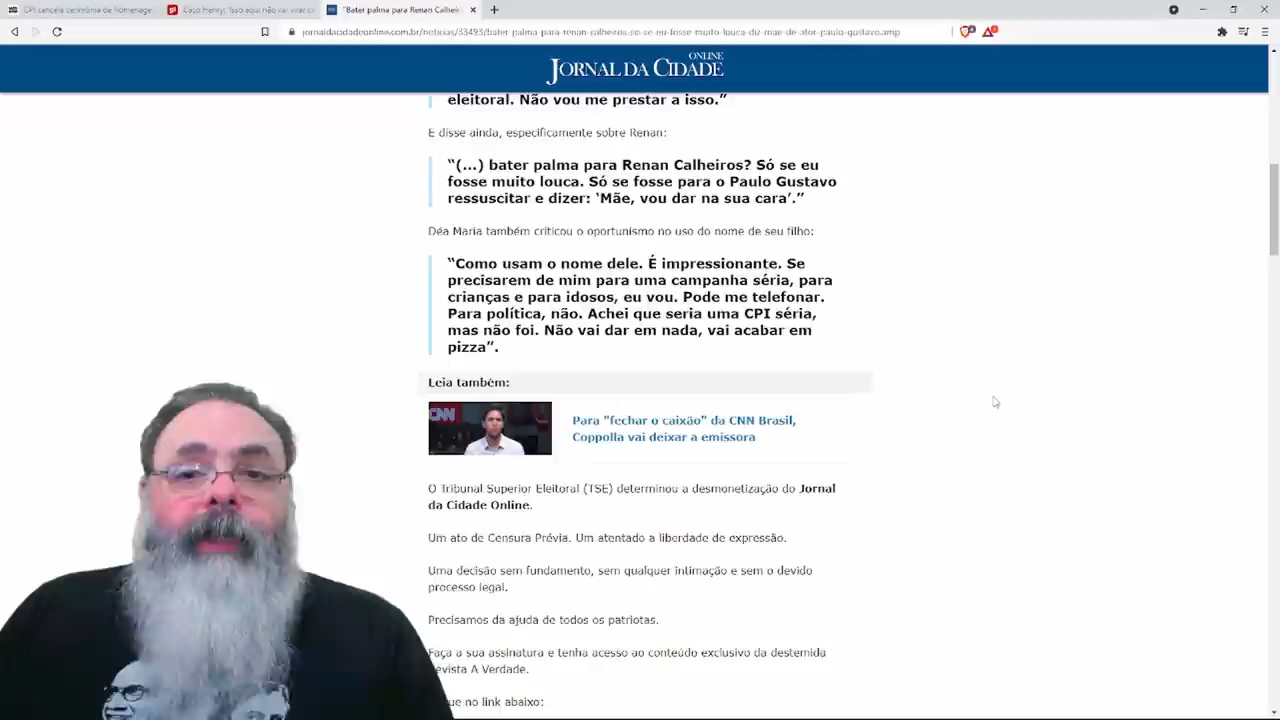 CPI cancela cerimônia de homenage
Caso Henry: 'Isso aqui não vai virar cir
"Bater palma para Renan Calheir
jornaldacidadeonline.com.br/noticias/33493/bater-palma-para-renan-calheiros-so-se-eu-fosse-muito-louca-diz-mae-de-ator-paulo-gustavo.amp
JORNAL DA CIDADE
ONLINE
eleitoral. Não vou me prestar a isso.”
E disse ainda, especificamente sobre Renan:
“(...) bater palma para Renan Calheiros? Só se eu
fosse muito louca. Só se fosse para o Paulo Gustavo
ressuscitar e dizer: ‘Mãe, vou dar na sua cara’.”
Déa Maria também criticou o oportunismo no uso do nome de seu filho:
“Como usam o nome dele. É impressionante. Se
precisarem de mim para uma campanha séria, para
crianças e para idosos, eu vou. Pode me telefonar.
Para política, não. Achei que seria uma CPI séria,
mas não foi. Não vai dar em nada, vai acabar em
pizza”.
Leia também:
CNN
Para "fechar o caixão" da CNN Brasil,
Coppolla vai deixar a emissora
O Tribunal Superior Eleitoral (TSE) determinou a desmonetização do Jornal
da Cidade Online.
Um ato de Censura Prévia. Um atentado a liberdade de expressão.
Uma decisão sem fundamento, sem qualquer intimação e sem o devido
processo legal.
Precisamos da ajuda de todos os patriotas.
Faça a sua assinatura e tenha acesso ao conteúdo exclusivo da destemida
evista A Verdade.
ue no link abaixo: